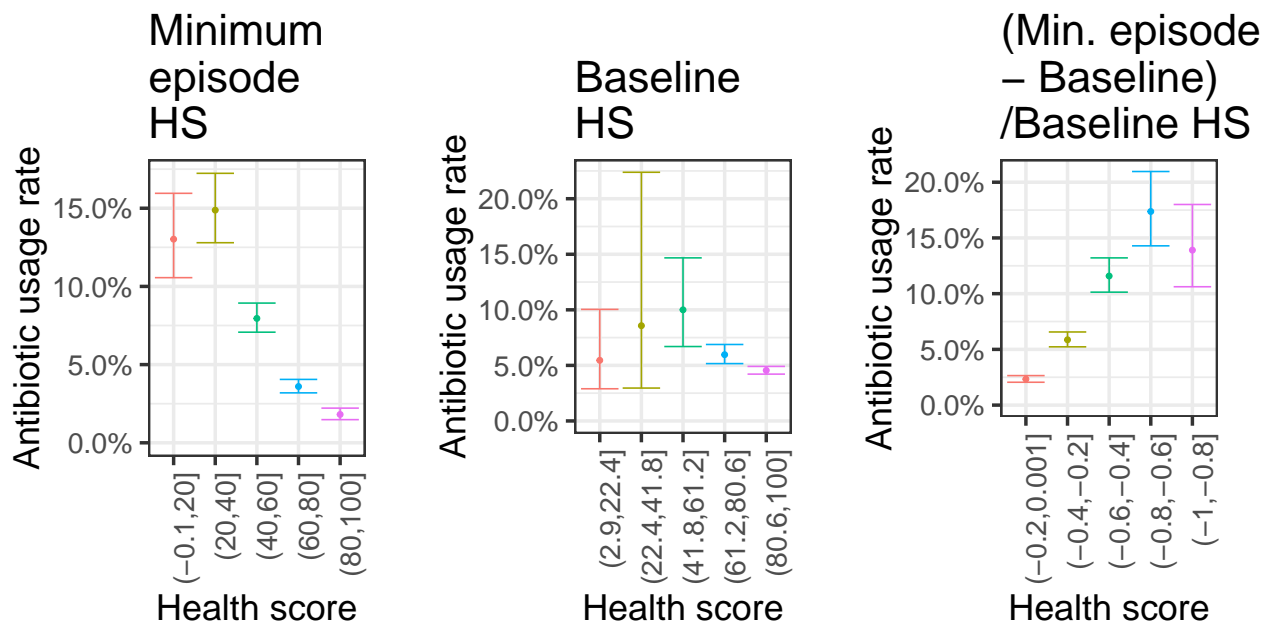 Minimum
episode
HS
Antibiotic usage rate
15.0%
10.0%
5.0%
0.0%
(−0.1,20]
(20,40]
(40,60]
(60,80]
(80,100]
Health score
Baseline
HS
Antibiotic usage rate
20.0%
15.0%
10.0%
5.0%
0.0%
(2.9,22.4]
(22.4,41.8]
(41.8,61.2]
(61.2,80.6]
(80.6,100]
Health score
(Min. episode
− Baseline)
/Baseline HS
Antibiotic usage rate
20.0%
15.0%
10.0%
5.0%
0.0%
(−0.2,0.001]
(−0.4,−0.2]
(−0.6,−0.4]
(−0.8,−0.6]
(−1,−0.8]
Health score